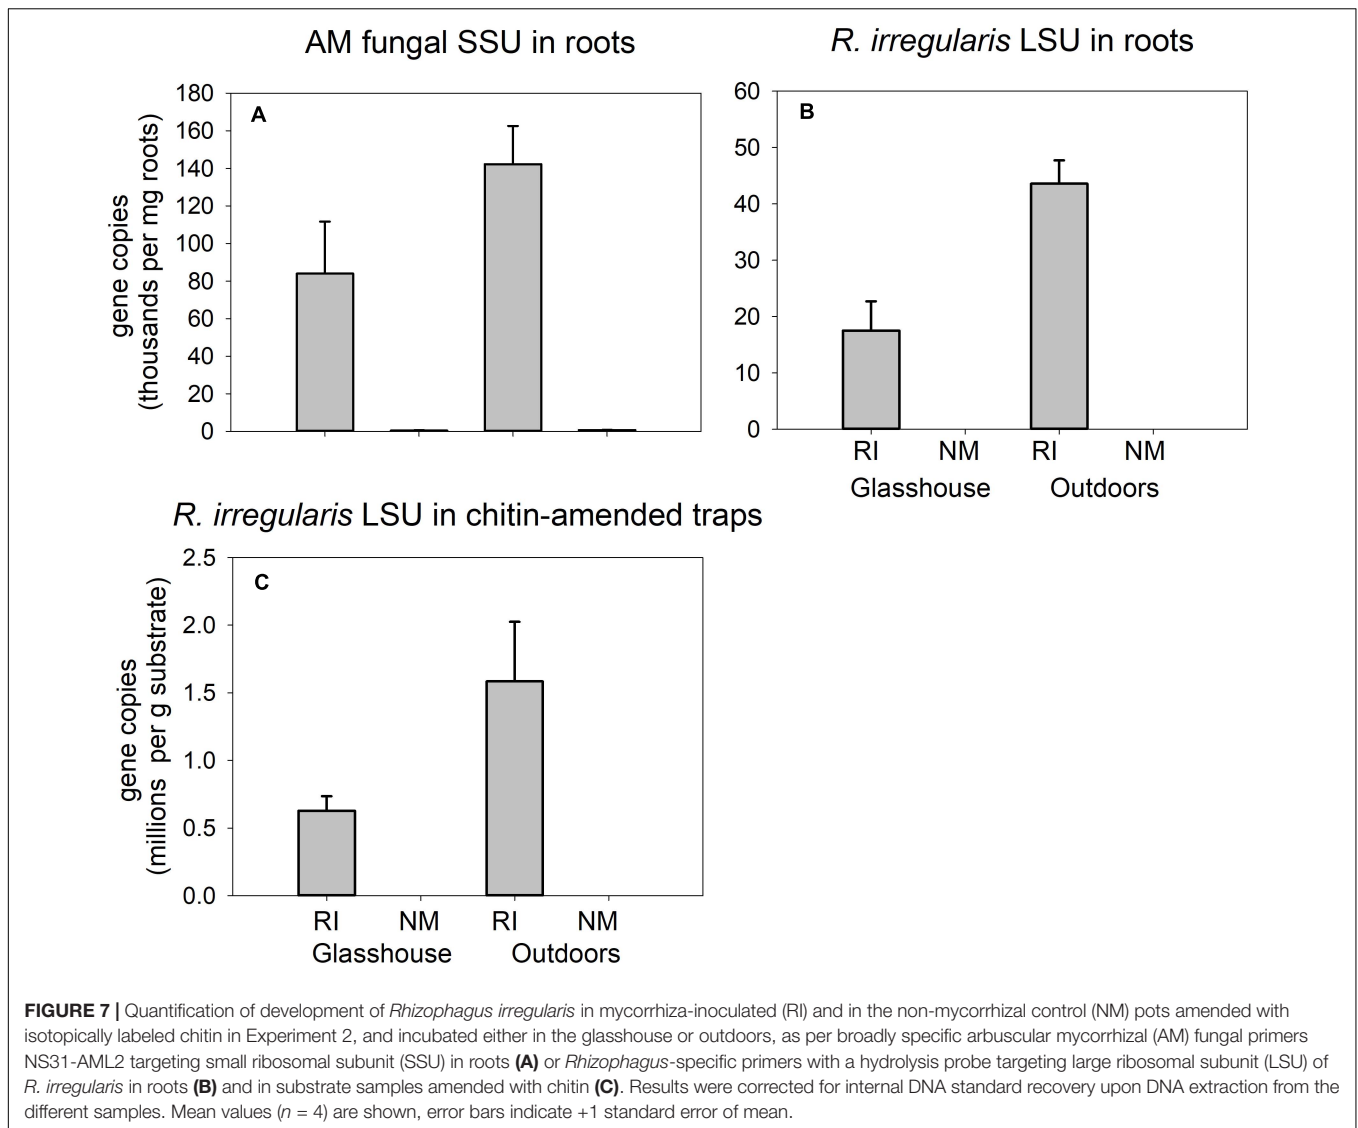 AM fungal SSU in roots
R. irregularis LSU in roots
gene copies
(thousands per mg roots)
180
160
140
120
100
80
60
40
20
0
A
60
50
40
30
20
10
0
B
RI NM RI NM
Glasshouse Outdoors
R. irregularis LSU in chitin-amended traps
gene copies
(millions per g substrate)
2.5
2.0
1.5
1.0
0.5
0.0
C
RI NM RI NM
Glasshouse Outdoors
FIGURE 7 | Quantification of development of Rhizophagus irregularis in mycorrhiza-inoculated (RI) and in the non-mycorrhizal control (NM) pots amended with
isotopically labeled chitin in Experiment 2, and incubated either in the glasshouse or outdoors, as per broadly specific arbuscular mycorrhizal (AM) fungal primers
NS31-AML2 targeting small ribosomal subunit (SSU) in roots (A) or Rhizophagus-specific primers with a hydrolysis probe targeting large ribosomal subunit (LSU) of
R. irregularis in roots (B) and in substrate samples amended with chitin (C). Results were corrected for internal DNA standard recovery upon DNA extraction from the
different samples. Mean values (n = 4) are shown, error bars indicate +1 standard error of mean.